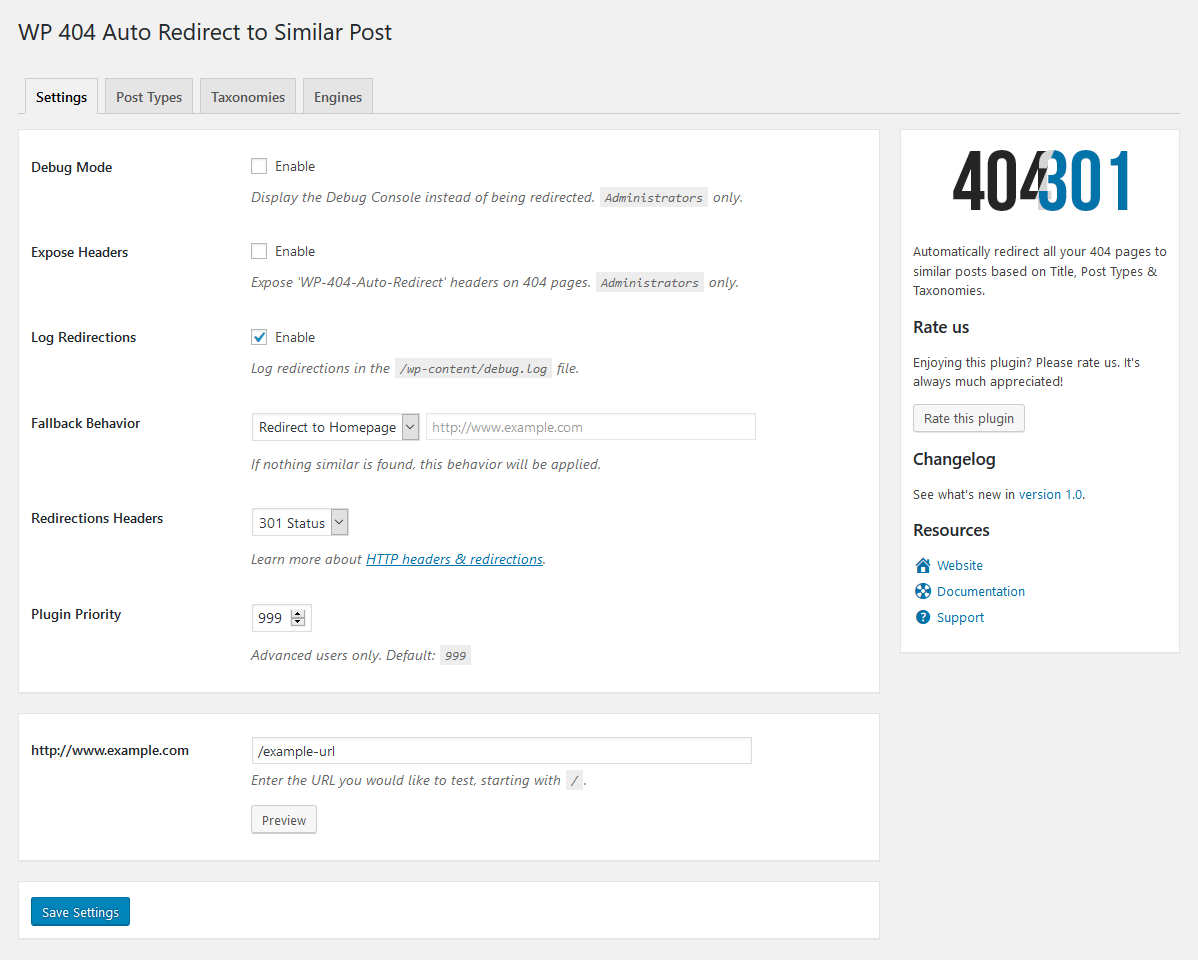 WP 404 Auto Redirect to Similar Post
Settings
Post Types
Taxonomies
Engines
Debug Mode
Enable
Display the Debug Console instead of being redirected. Administrators only.
Expose Headers
Enable
Expose 'WP-404-Auto-Redirect' headers on 404 pages. Administrators only.
Log Redirections
Enable
Log redirections in the /wp-content/debug.log file.
Fallback Behavior
Redirect to Homepage
http://www.example.com
If nothing similar is found, this behavior will be applied.
Redirections Headers
301 Status
Learn more about HTTP headers & redirections.
Plugin Priority
999
Advanced users only. Default: 999
http://www.example.com
/example-url
Enter the URL you would like to test, starting with / .
Preview
Save Settings
404301
Automatically redirect all your 404 pages to
similar posts based on Title, Post Types &
Taxonomies.
Rate us
Enjoying this plugin? Please rate us. It's
always much appreciated!
Rate this plugin
Changelog
See what's new in version 1.0.
Resources
Website
Documentation
Support